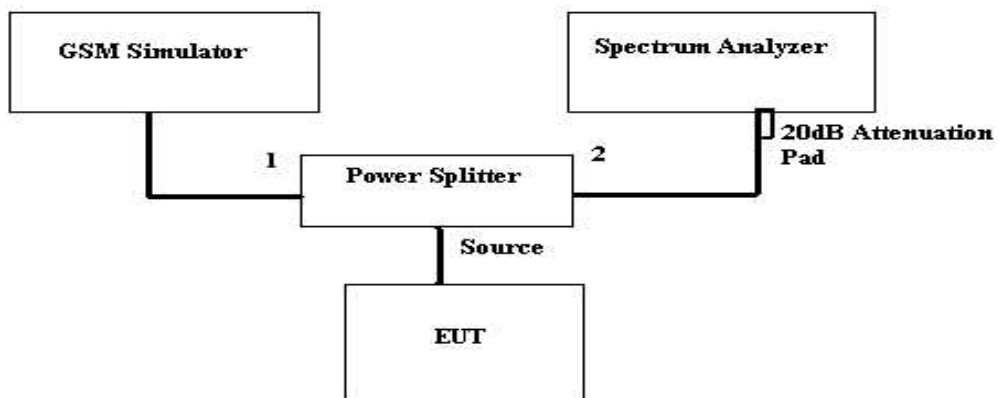 GSM Simulator
Spectrum Analyzer
20dB Attenuation
Pad
1
2
Power Splitter
Source
EUT